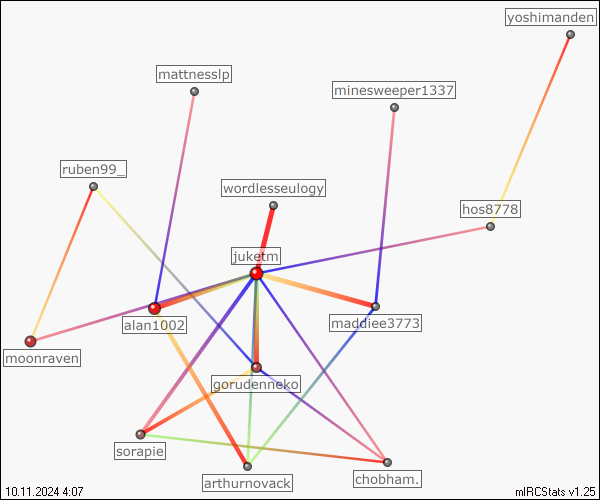 yoshimanden
mattnesslp
minesweeper1337
ruben99_
wordlesseulogy
hos8778
juketm
alan1002
maddiee3773
moonraven
gorudenneko
sorapie
arthurnovack
chobham.
10.11.2024 4:07
mIRCStats v1.25